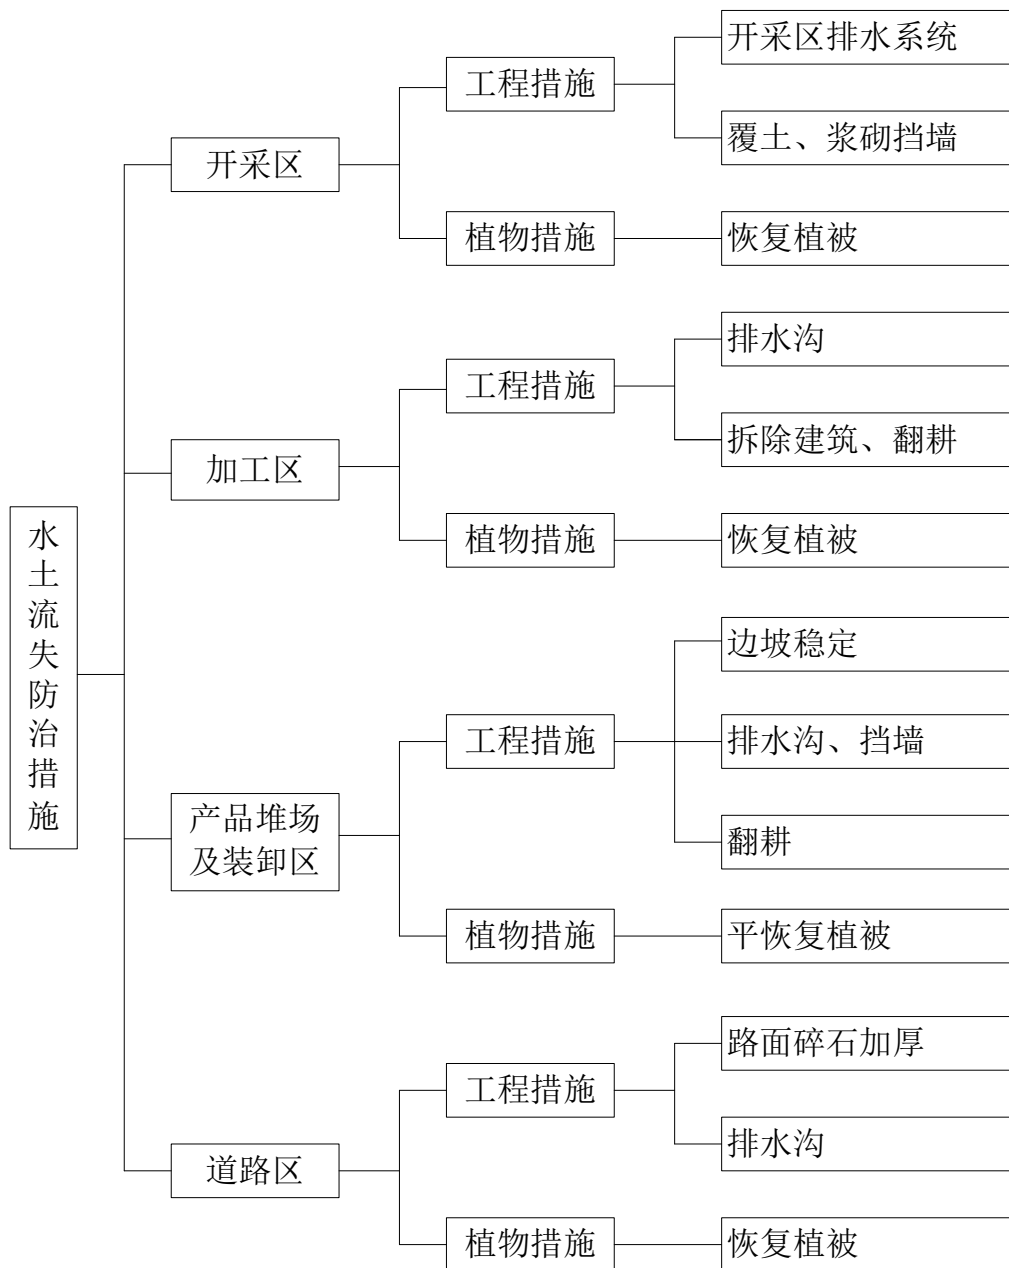 水土流失防治措施
开采区
工程措施
开采区排水系统
覆土、浆砌挡墙
植物措施
恢复植被
加工区
工程措施
排水沟
拆除建筑、翻耕
植物措施
恢复植被
产品堆场
及装卸区
工程措施
边坡稳定
排水沟、挡墙
翻耕
植物措施
平恢复植被
道路区
工程措施
路面碎石加厚
排水沟
植物措施
恢复植被